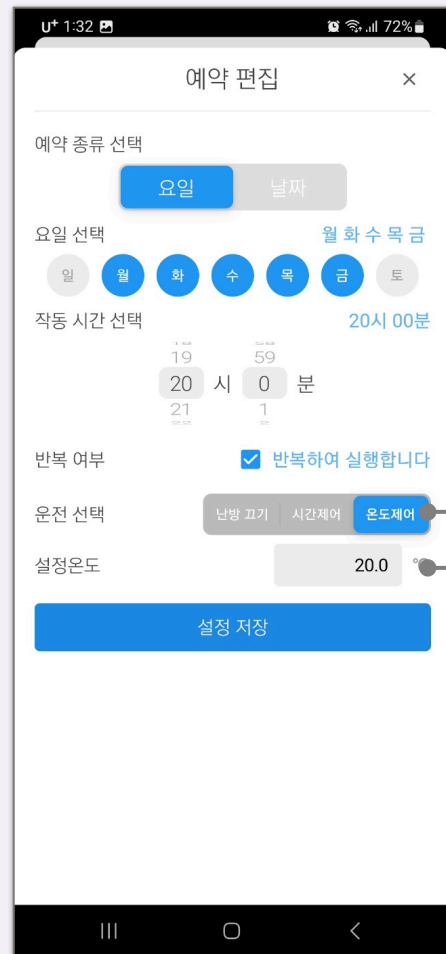 U+ 1:32 72%
예약 편집 ×
예약 종류 선택
요일 날짜
요일 선택 월 화 수 목 금
일 월 화 수 목 금 토
작동 시간 선택 20시 00분
19 59
20 시 0 분
21 1
반복 여부 반복하여 실행합니다
운전 선택 난방 끄기 시간제어 온도제어
설정온도 20.0
설정 저장